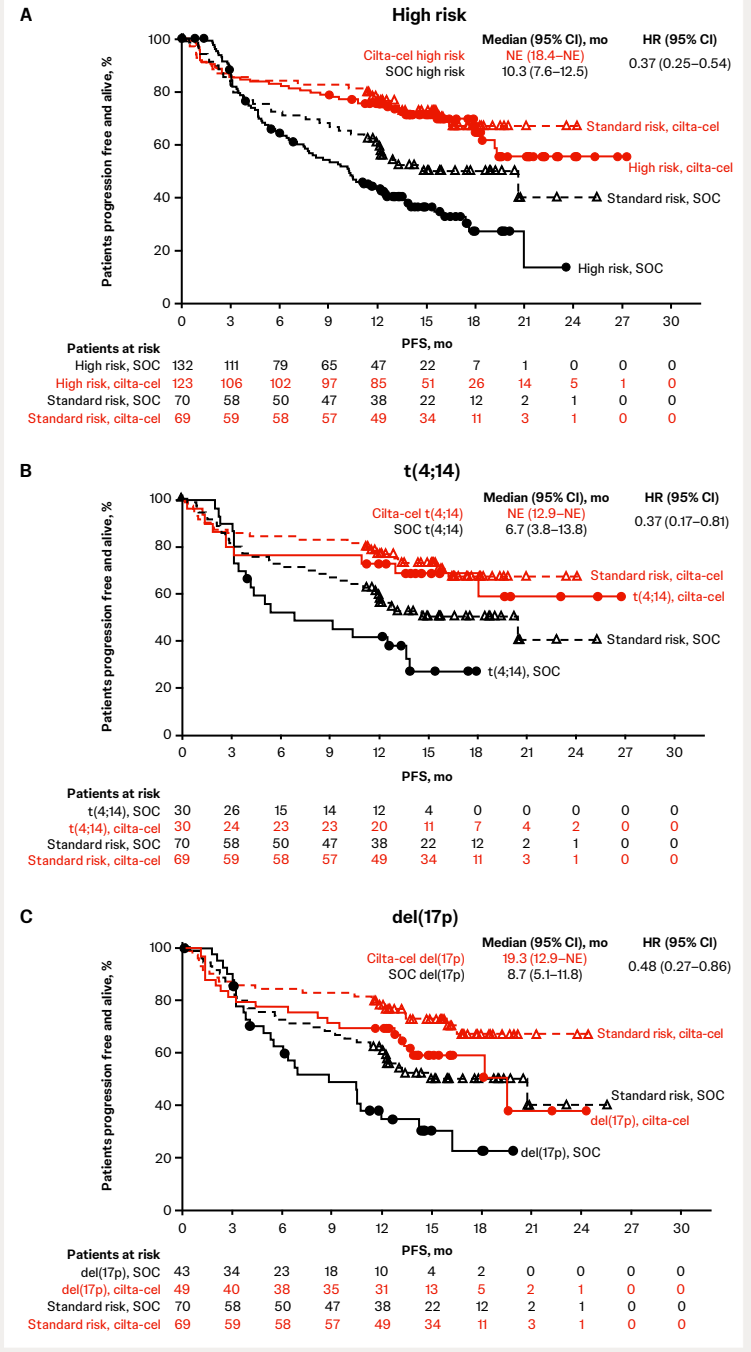 A
High risk
Median (95% CI), mo HR (95% CI)
Cilta-cel high risk NE (18.4–NE)
SOC high risk 10.3 (7.6–12.5)
0.37 (0.25–0.54)
Patients progression free and alive, %
100
80
60
40
20
0
Standard risk, cilta-cel
High risk, cilta-cel
Standard risk, SOC
High risk, SOC
0 3 6 9 12 15 18 21 24 27 30
PFS, mo
Patients at risk
High risk, SOC 132 111 79 65 47 22 7 1 0 0 0
High risk, cilta-cel 123 106 102 97 85 51 26 14 5 1 0
Standard risk, SOC 70 58 50 47 38 22 12 2 1 0 0
Standard risk, cilta-cel 69 59 58 57 49 34 11 3 1 0 0
B
t(4;14)
Median (95% CI), mo HR (95% CI)
Cilta-cel t(4;14) NE (12.9–NE)
SOC t(4;14) 6.7 (3.8–13.8)
0.37 (0.17–0.81)
Patients progression free and alive, %
100
80
60
40
20
0
Standard risk, cilta-cel
t(4;14), cilta-cel
Standard risk, SOC
t(4;14), SOC
0 3 6 9 12 15 18 21 24 27 30
PFS, mo
Patients at risk
t(4;14), SOC 30 26 15 14 12 4 0 0 0 0 0
t(4;14), cilta-cel 30 24 23 23 20 11 7 4 2 0 0
Standard risk, SOC 70 58 50 47 38 22 12 2 1 0 0
Standard risk, cilta-cel 69 59 58 57 49 34 11 3 1 0 0
C
del(17p)
Median (95% CI), mo HR (95% CI)
Cilta-cel del(17p) 19.3 (12.9–NE)
SOC del(17p) 8.7 (5.1–11.8)
0.48 (0.27–0.86)
Patients progression free and alive, %
100
80
60
40
20
0
Standard risk, cilta-cel
Standard risk, SOC
del(17p), cilta-cel
del(17p), SOC
0 3 6 9 12 15 18 21 24 27 30
PFS, mo
Patients at risk
del(17p), SOC 43 34 23 18 10 4 2 0 0 0 0
del(17p), cilta-cel 49 40 38 35 31 13 5 2 1 0 0
Standard risk, SOC 70 58 50 47 38 22 12 2 1 0 0
Standard risk, cilta-cel 69 59 58 57 49 34 11 3 1 0 0